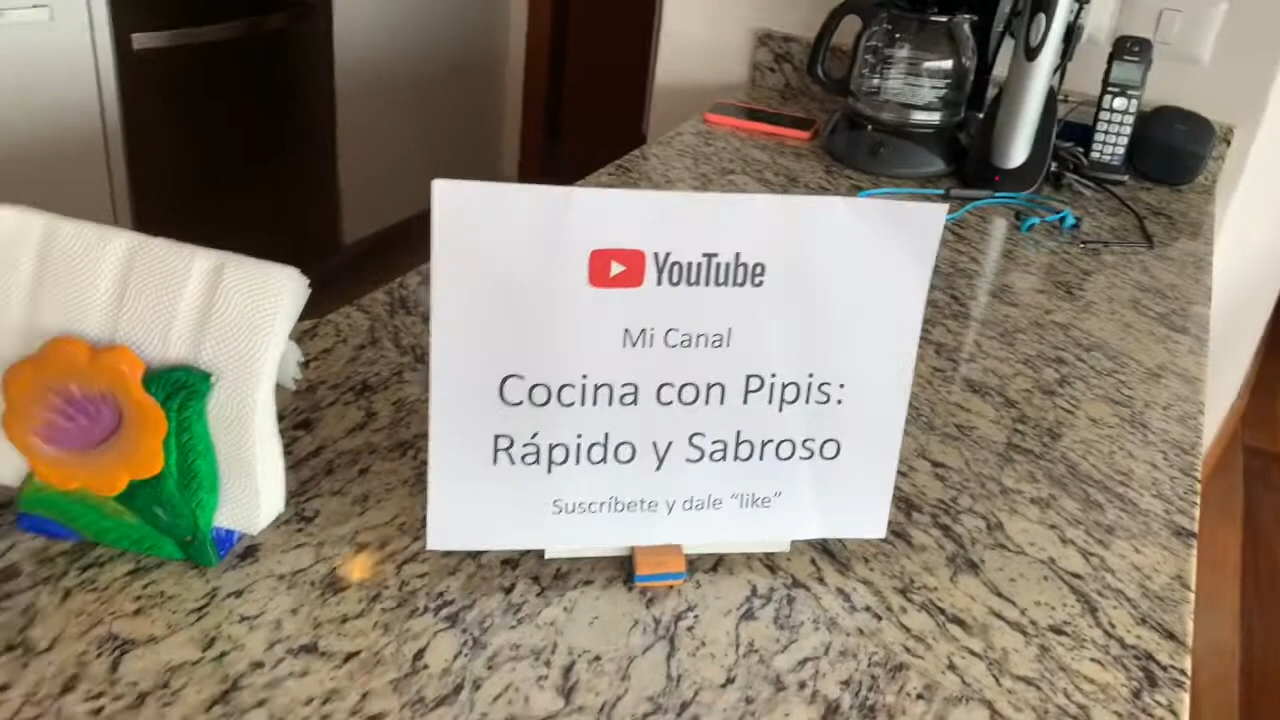 YouTube
Mi Canal
Cocina con Pipis:
Rápido y Sabroso
Suscríbete y dale “like”